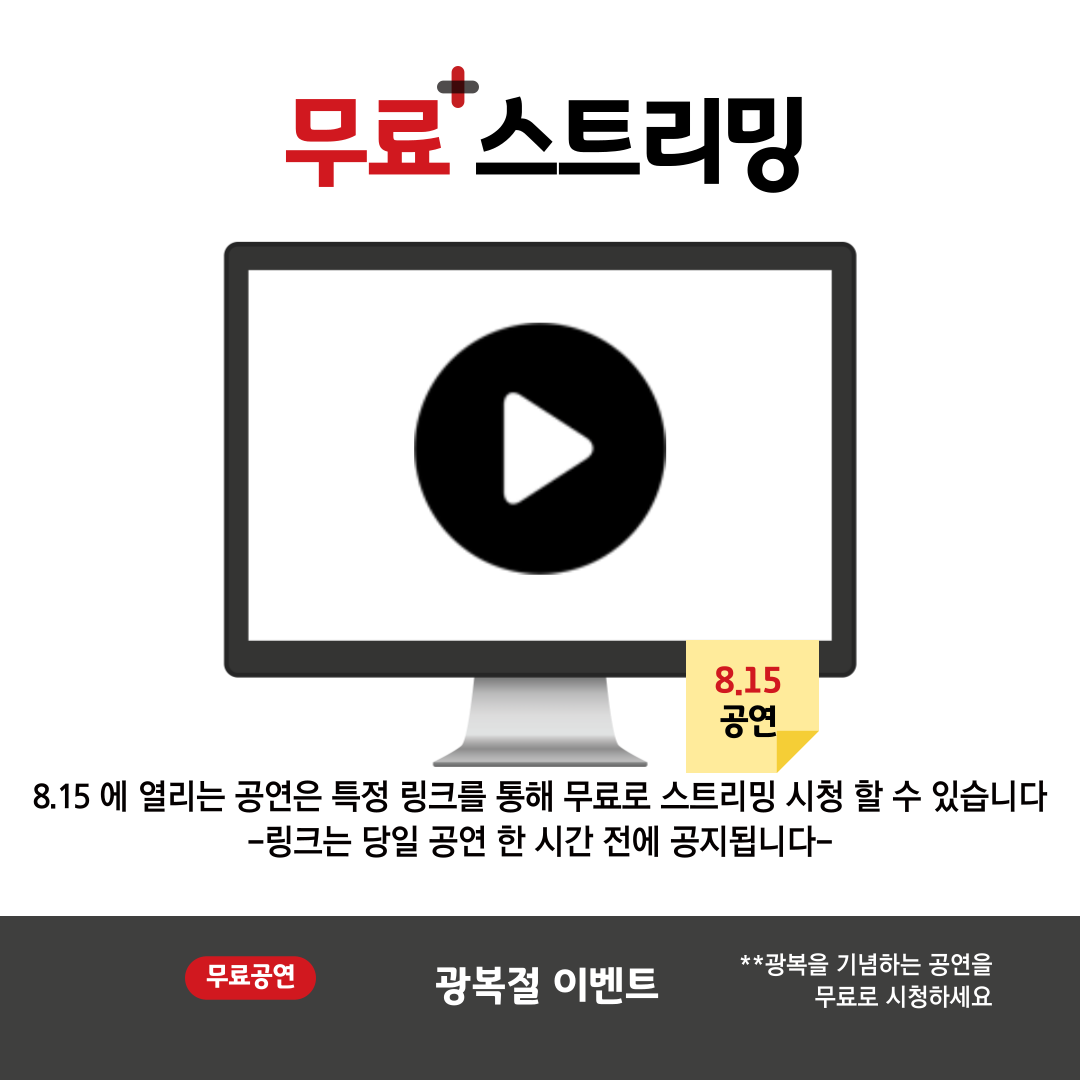 무료+ 스트리밍
8.15
공연
8.15 에 열리는 공연은 특정 링크를 통해 무료로 스트리밍 시청 할 수 있습니다
-링크는 당일 공연 한 시간 전에 공지됩니다-
무료공연
광복절 이벤트
**광복을 기념하는 공연을
무료로 시청하세요